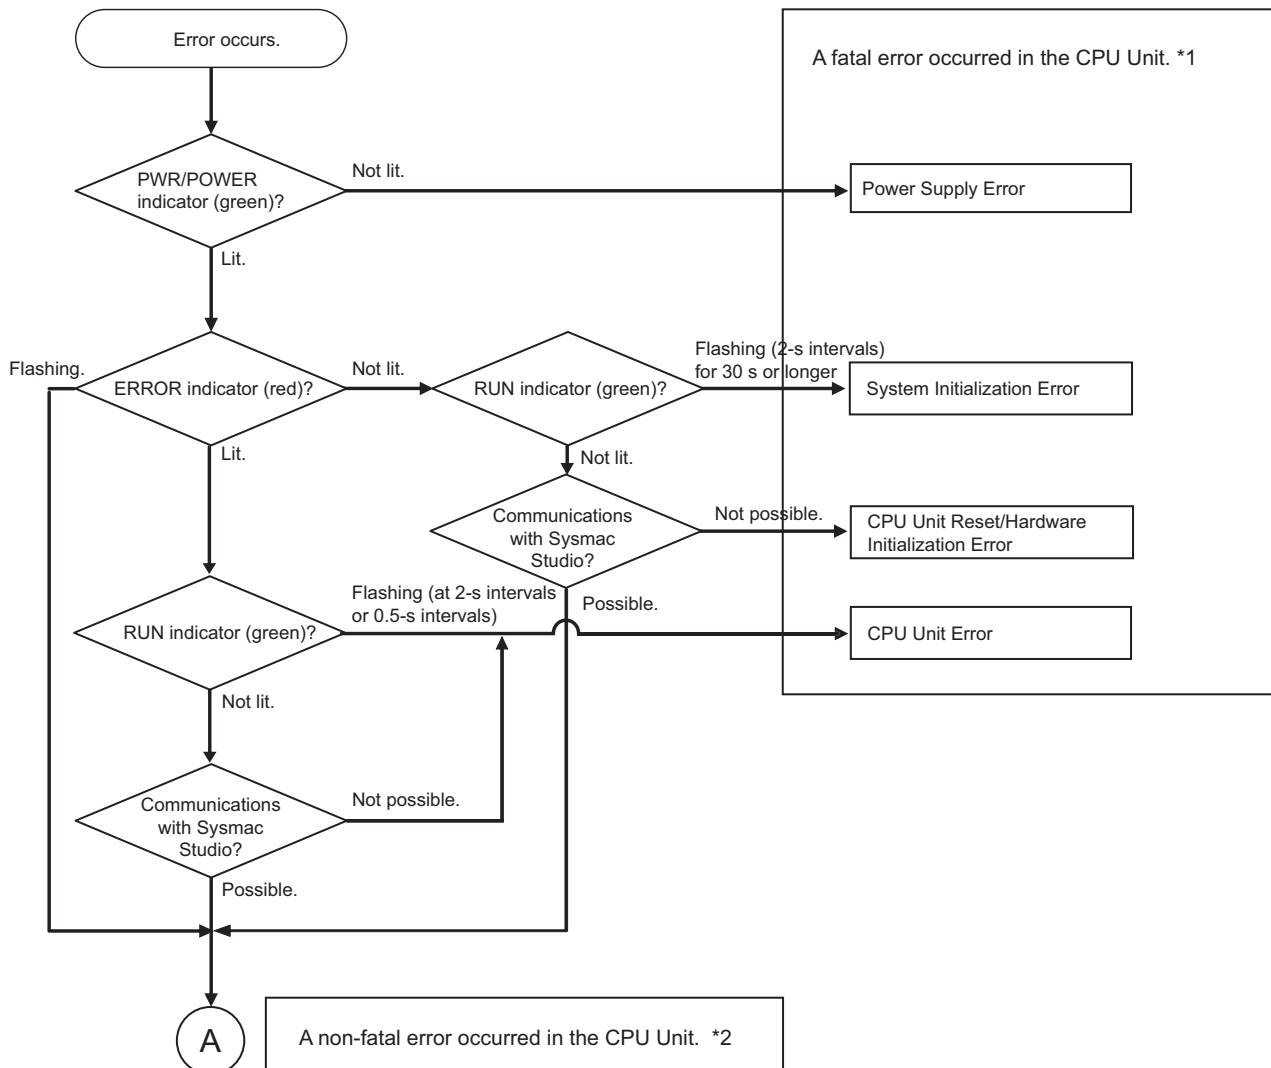 Error occurs.
A fatal error occurred in the CPU Unit. *1
PWR/POWER
indicator (green)?
Not lit.
Power Supply Error
Lit.
Flashing.
ERROR indicator (red)?
Not lit.
RUN indicator (green)?
Flashing (2-s intervals)
for 30 s or longer
System Initialization Error
Lit.
Not lit.
Communications
with Sysmac
Studio?
Not possible.
CPU Unit Reset/Hardware
Initialization Error
Possible.
RUN indicator (green)?
Flashing (at 2-s intervals
or 0.5-s intervals)
CPU Unit Error
Not lit.
Communications
with Sysmac
Studio?
Not possible.
Possible.
A
A non-fatal error occurred in the CPU Unit. *2